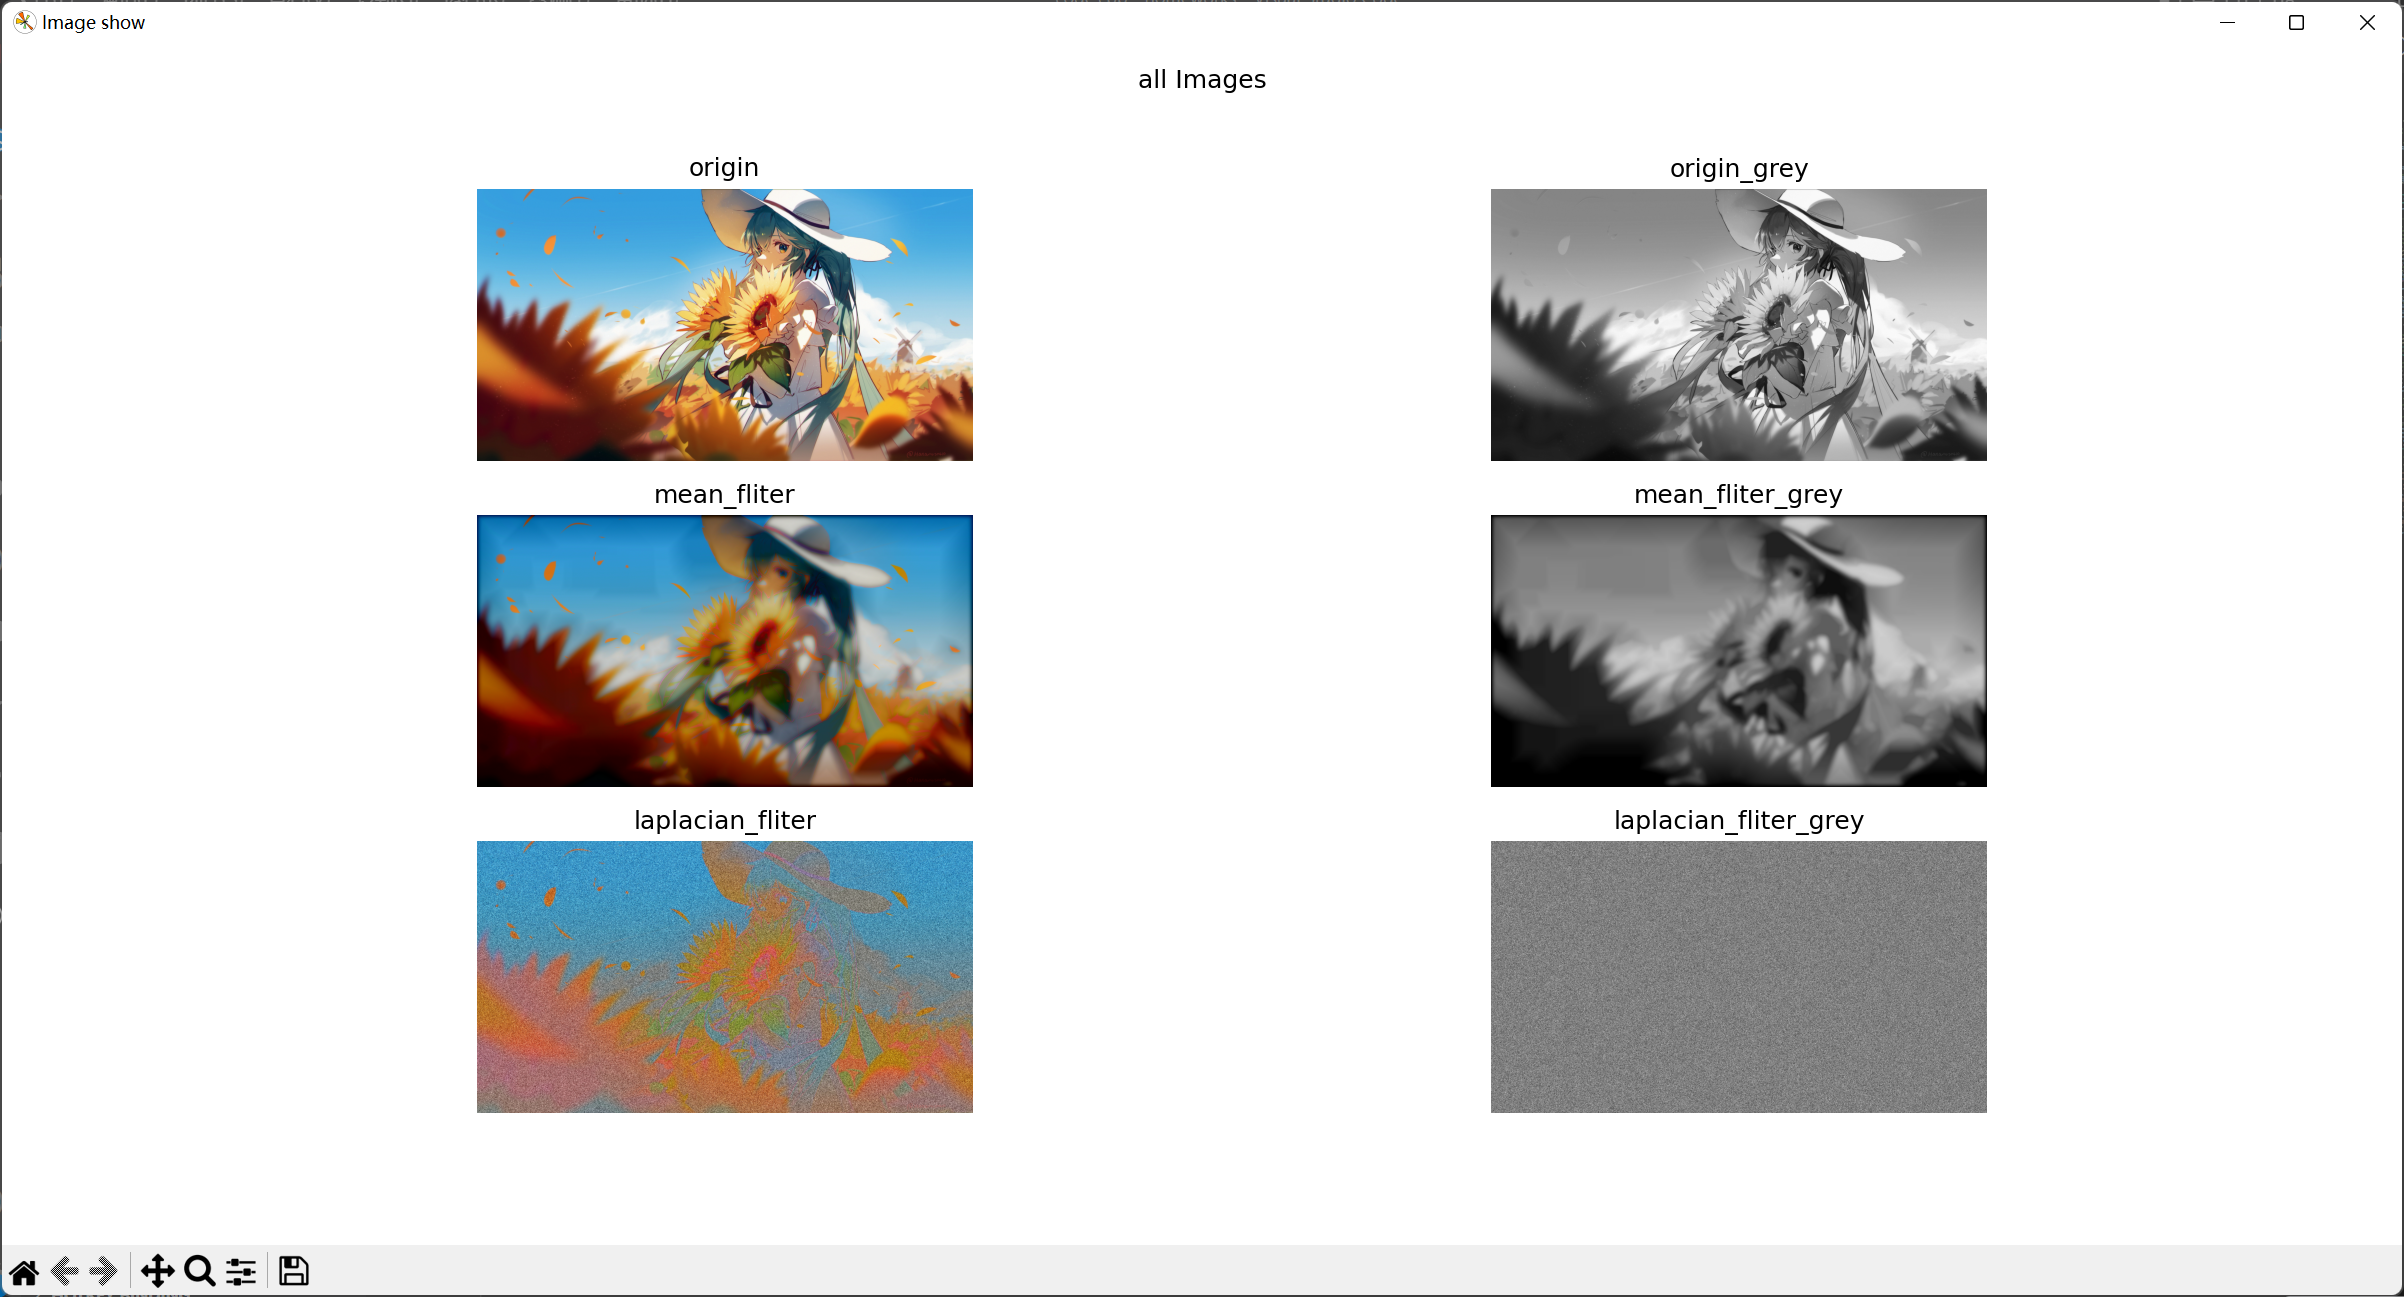 Image show
all Images
origin
origin_grey
mean_fliter
mean_fliter_grey
laplacian_fliter
laplacian_fliter_grey